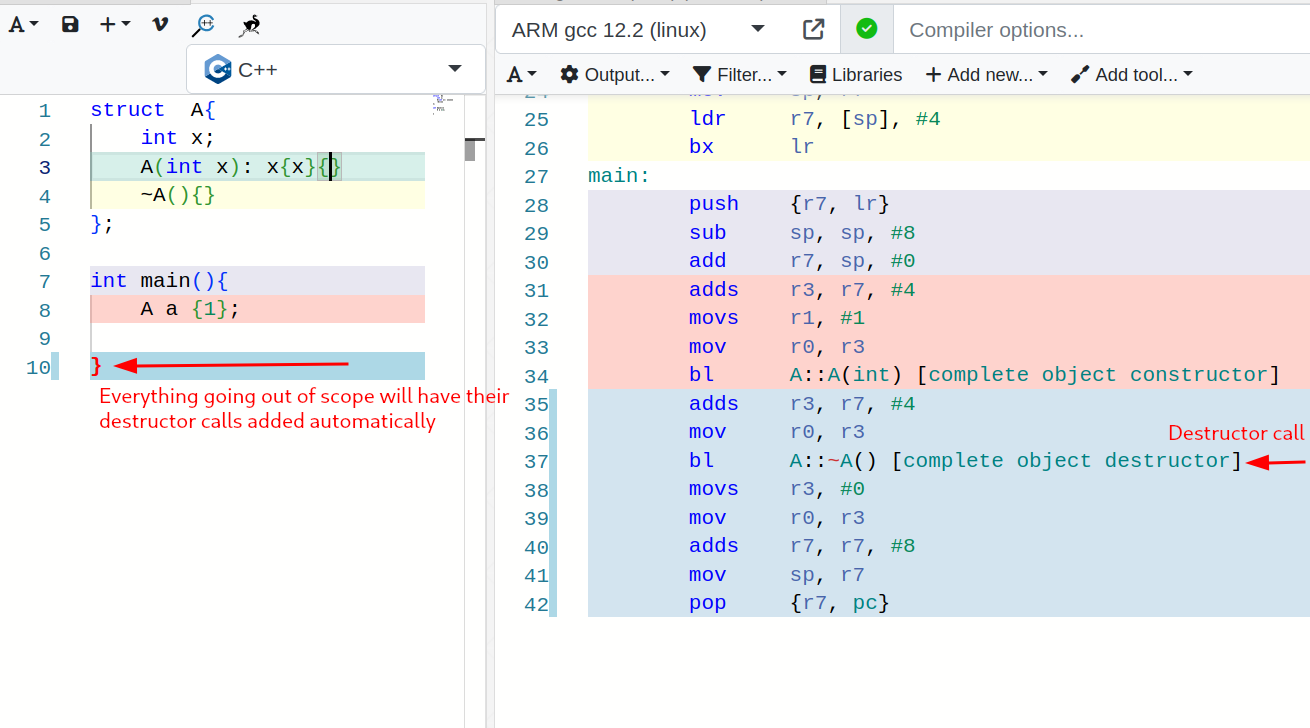 ARM gcc 12.2 (linux)
Compiler options...
A
C++
A Output... Filter... Libraries + Add new... Add tool...
1 struct  A{
2     int x;
3     A(int x): x{x}{}
4     ~A(){}
5 };
6
7 int main(){
8     A a {1};
9
10 }
Everything going out of scope will have their
destructor calls added automatically
25         ldr     r7, [sp], #4
26         bx      lr
27 main:
28         push    {r7, lr}
29         sub     sp, sp, #8
30         add     r7, sp, #0
31         adds    r3, r7, #4
32         movs    r1, #1
33         mov     r0, r3
34         bl      A::A(int) [complete object constructor]
35         adds    r3, r7, #4
36         mov     r0, r3
Destructor call
37         bl      A::~A() [complete object destructor]
38         movs    r3, #0
39         mov     r0, r3
40         adds    r7, r7, #8
41         mov     sp, r7
42         pop     {r7, pc}